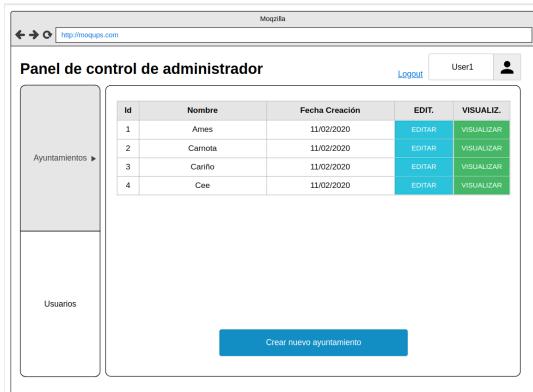 Moqzilla
http://moqups.com
Panel de control de administrador
Logout
User1
Ayuntamientos
Usuarios
Id Nombre Fecha Creación EDIT. VISUALIZ.
1 Ames 11/02/2020 EDITAR VISUALIZAR
2 Carnota 11/02/2020 EDITAR VISUALIZAR
3 Cariño 11/02/2020 EDITAR VISUALIZAR
4 Cee 11/02/2020 EDITAR VISUALIZAR
Crear nuevo ayuntamiento